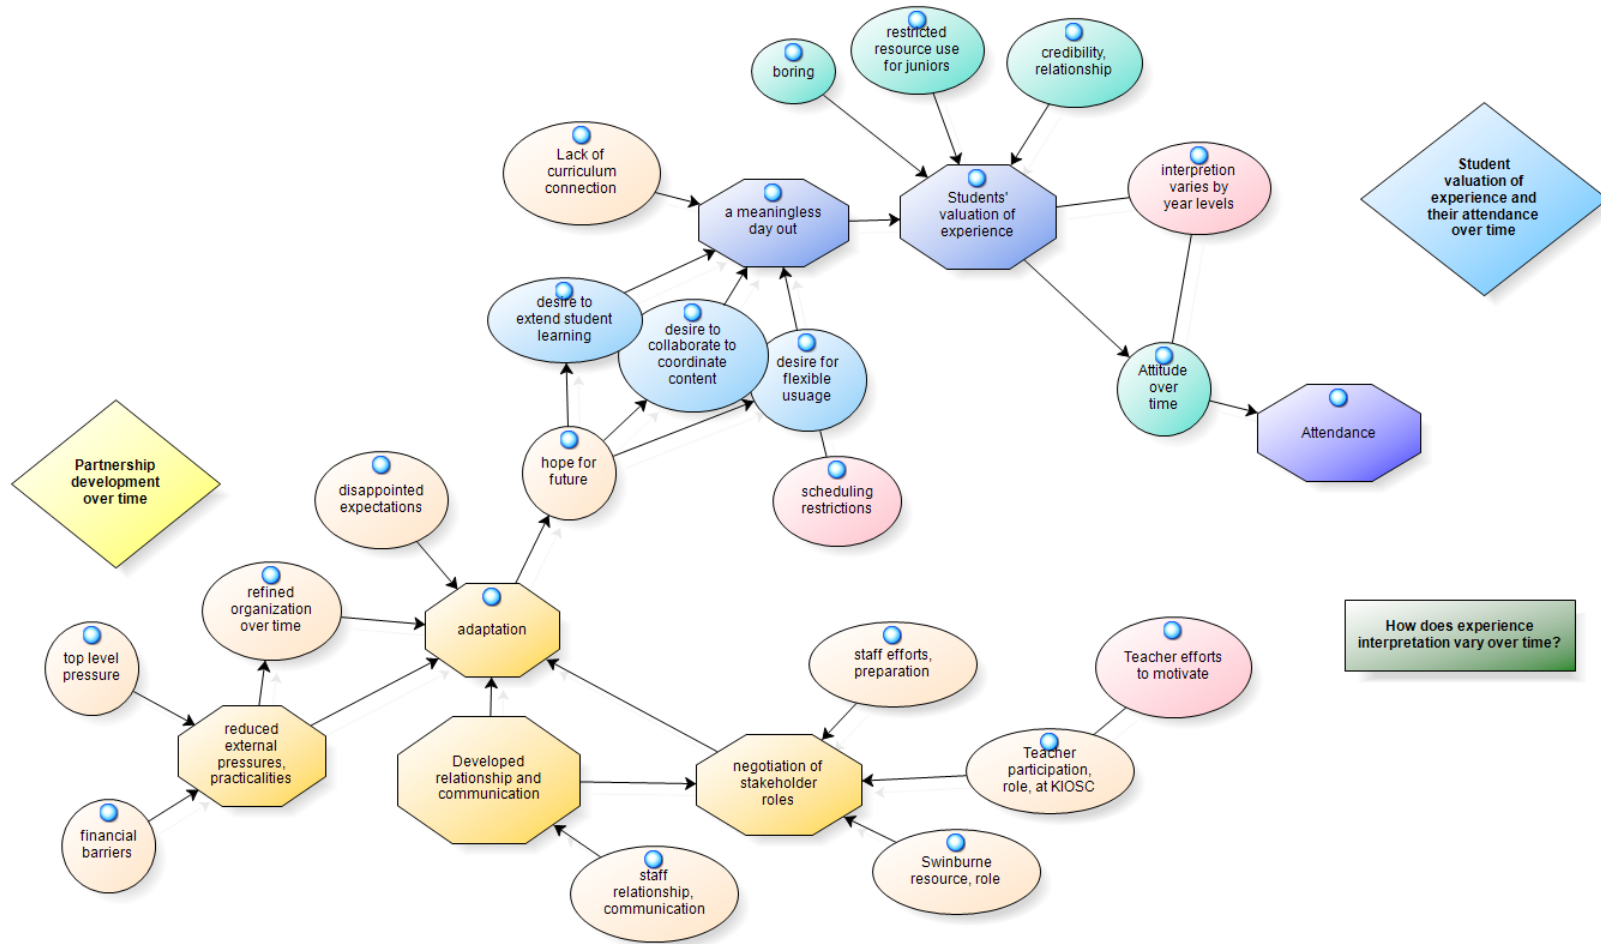 restricted
resource use
for juniors
credibility,
relationship
boring
Lack of
curriculum
connection
interpretion
varies by
year levels
Student
valuation of
experience and
their attendance
over time
a meaningless
day out
Students'
valuation of
experience
desire to
extend student
learning
desire to
collaborate to
coordinate
content
desire for
flexible
usuage
Attitude
over
time
Attendance
Partnership
development
over time
disappointed
expectations
hope for
future
scheduling
restrictions
refined
organization
over time
adaptation
top level
pressure
staff efforts,
preparation
Teacher efforts
to motivate
How does experience
interpretation vary over time?
reduced
external
pressures,
practicalities
Developed
relationship and
communication
negotiation of
stakeholder
roles
Teacher
participation,
role, at KIOSC
financial
barriers
staff
relationship,
communication
Swinburne
resource, role